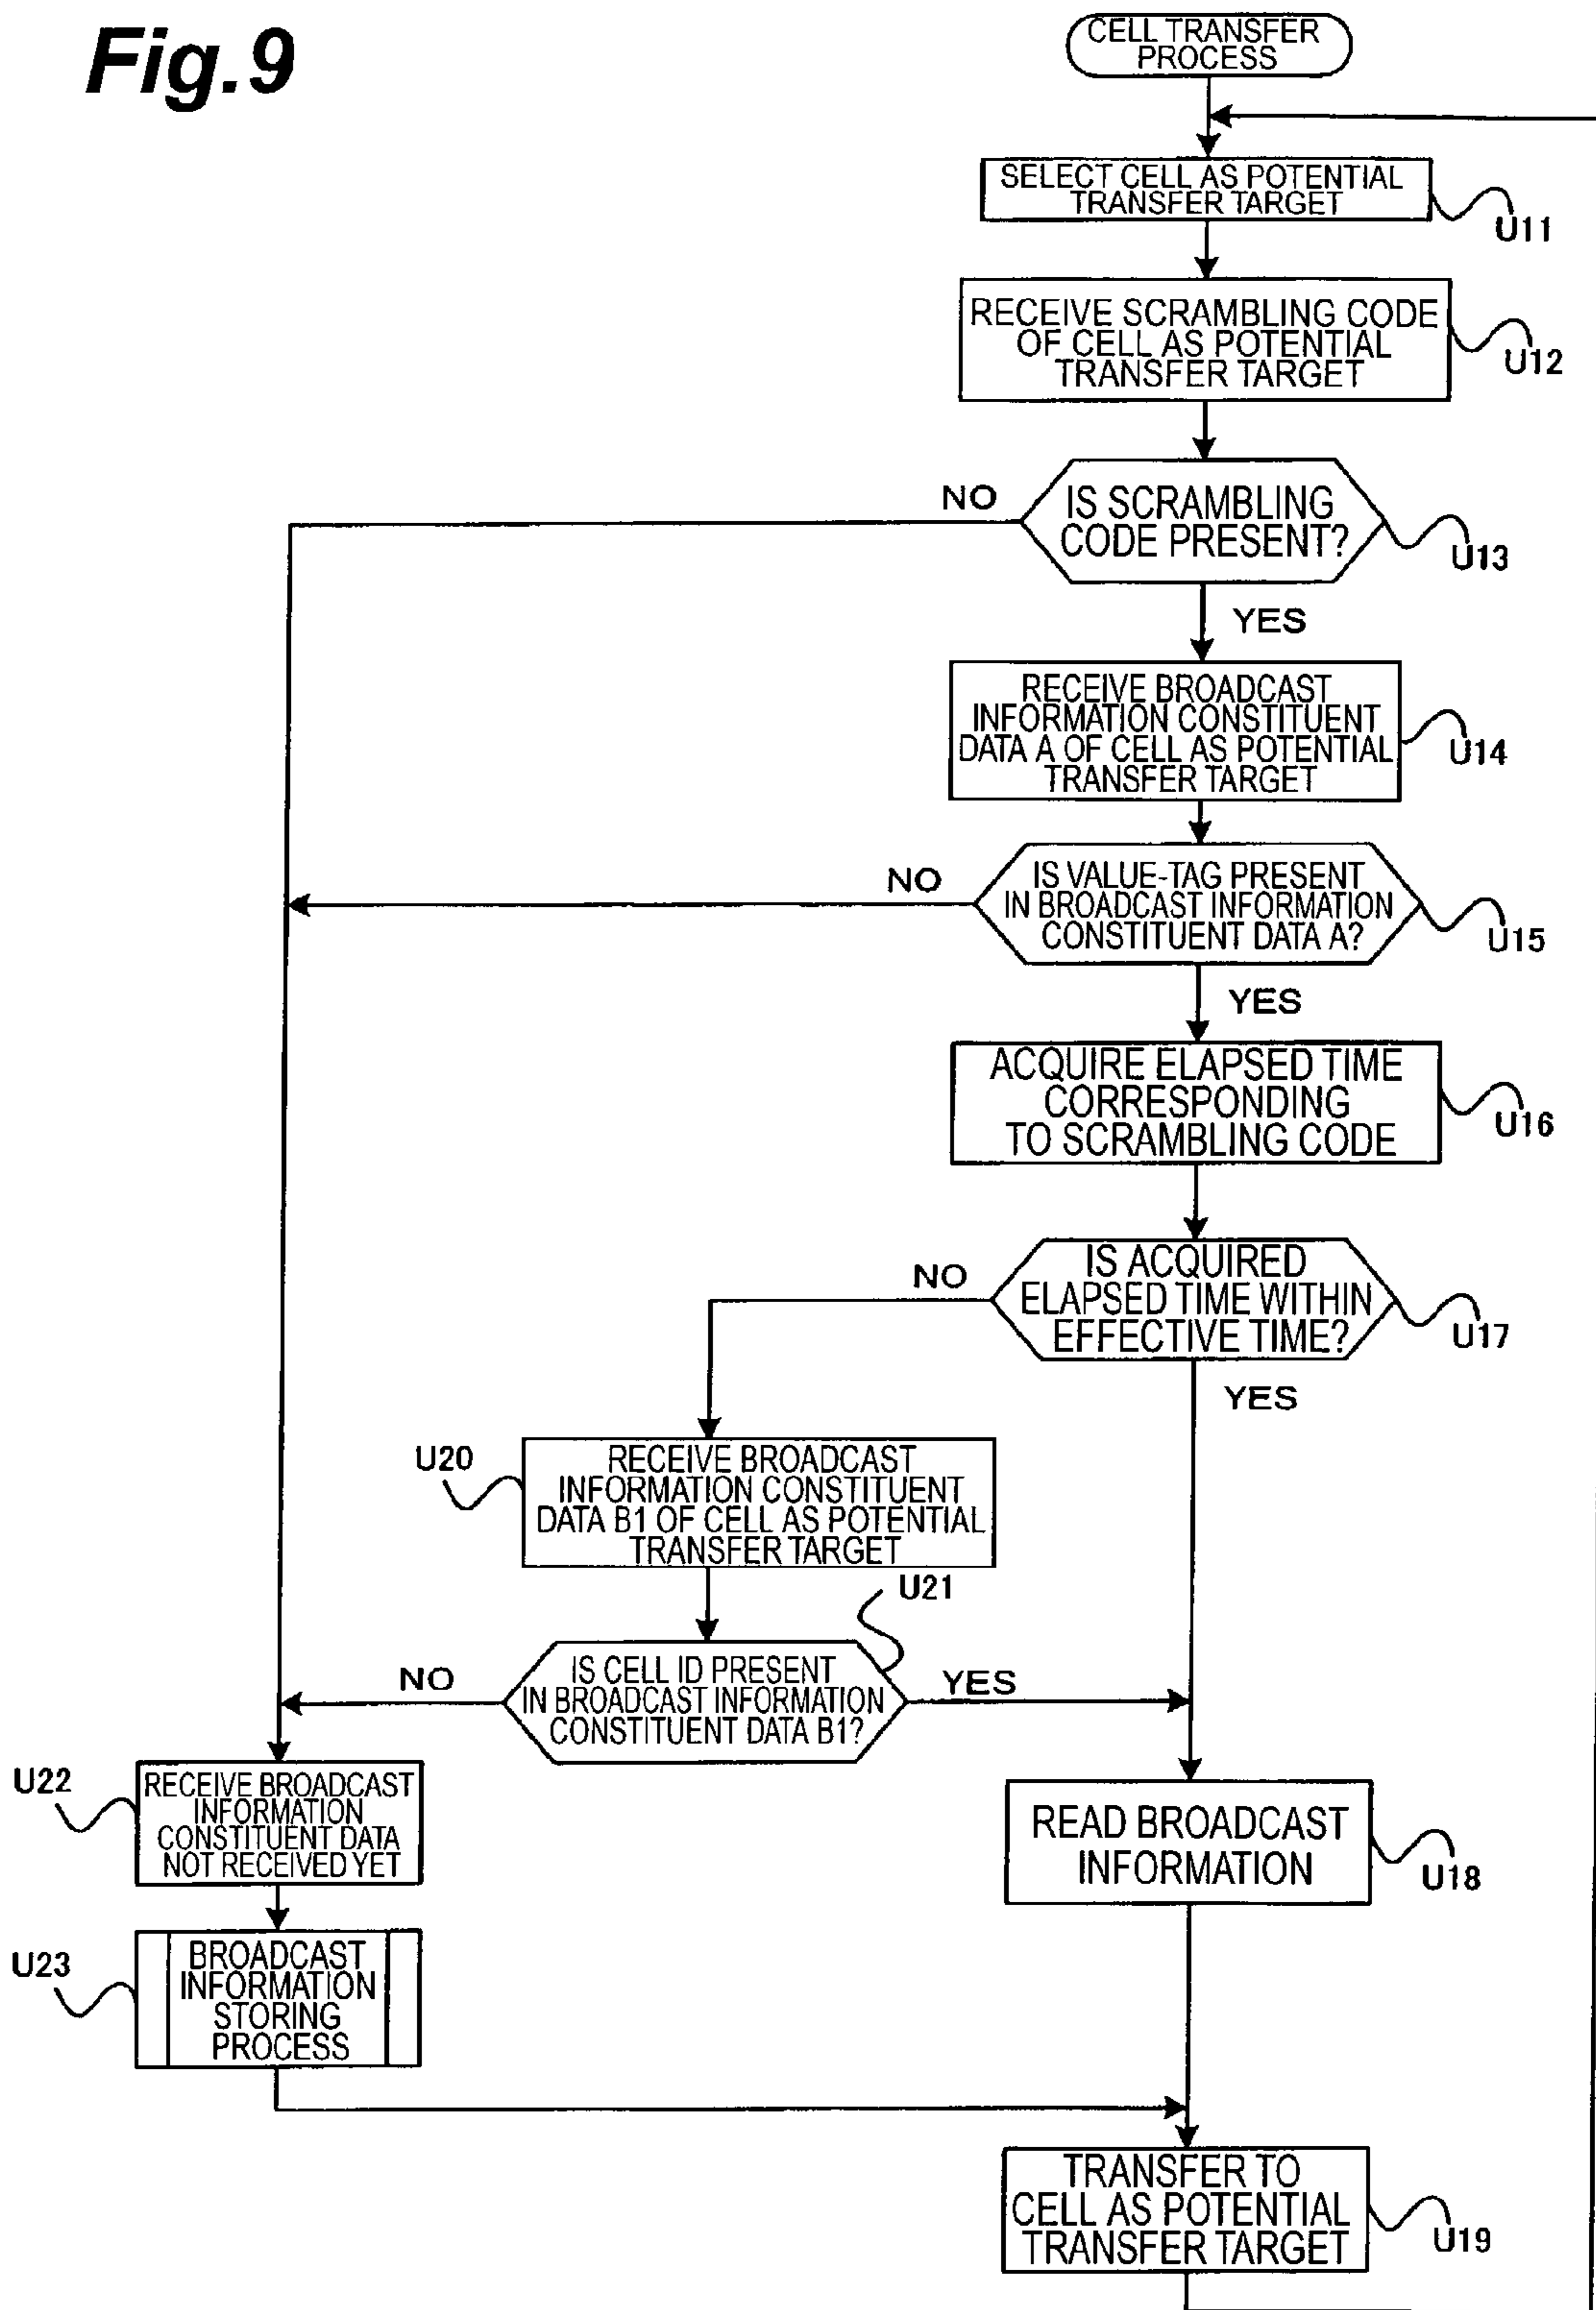 Fig.9
CELL TRANSFER
PROCESS
SELECT CELL AS POTENTIAL
TRANSFER TARGET
U11
RECEIVE SCRAMBLING CODE
OF CELL AS POTENTIAL
TRANSFER TARGET
U12
NO
IS SCRAMBLING
CODE PRESENT?
U13
YES
RECEIVE BROADCAST
INFORMATION CONSTITUENT
DATA A OF CELL AS POTENTIAL
TRANSFER TARGET
U14
NO
IS VALUE-TAG PRESENT
IN BROADCAST INFORMATION
CONSTITUENT DATA A?
U15
YES
ACQUIRE ELAPSED TIME
CORRESPONDING
TO SCRAMBLING CODE
U16
NO
IS ACQUIRED
ELAPSED TIME WITHIN
EFFECTIVE TIME?
U17
YES
U20
RECEIVE BROADCAST
INFORMATION CONSTITUENT
DATA B1 OF CELL AS POTENTIAL
TRANSFER TARGET
U21
NO
IS CELL ID PRESENT
IN BROADCAST INFORMATION
CONSTITUENT DATA B1?
YES
U22
RECEIVE BROADCAST
INFORMATION
CONSTITUENT DATA
NOT RECEIVED YET
READ BROADCAST
INFORMATION
U18
U23
BROADCAST
INFORMATION
STORING
PROCESS
TRANSFER TO
CELL AS POTENTIAL
TRANSFER TARGET
U19